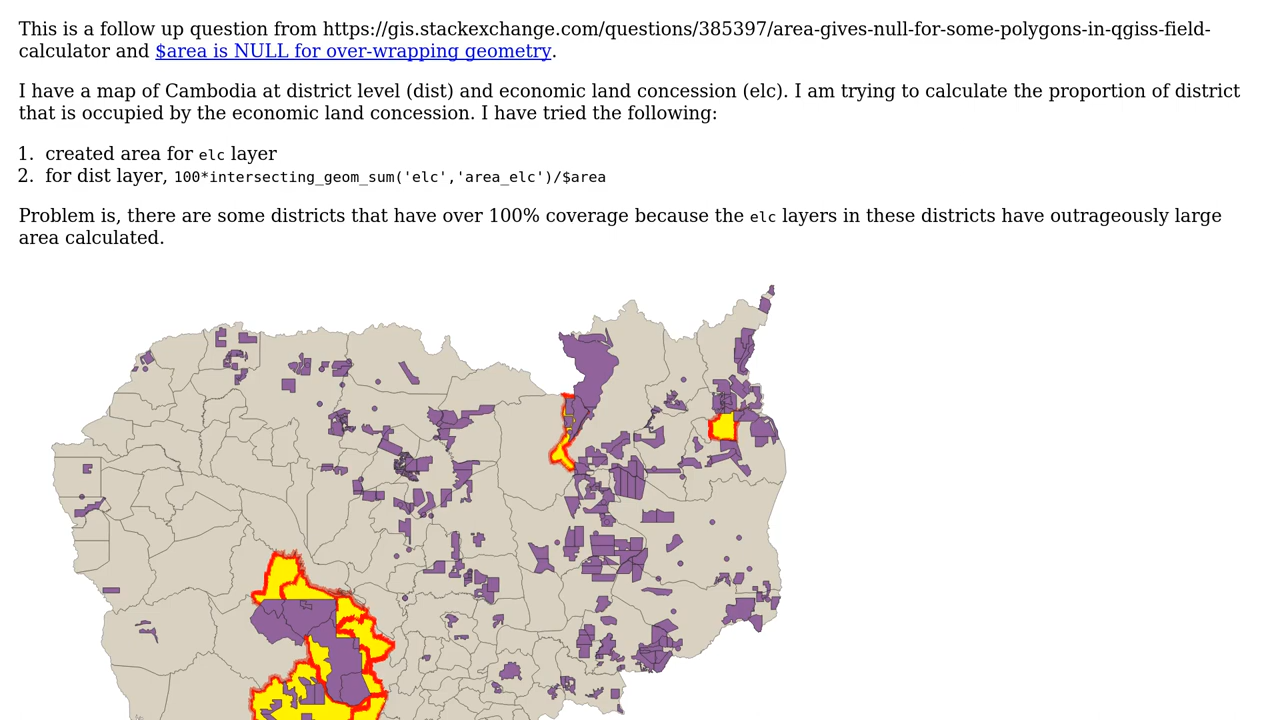 This is a follow up question from https://gis.stackexchange.com/questions/385397/area-gives-null-for-some-polygons-in-qgiss-field-
calculator and $area is NULL for over-wrapping geometry.
I have a map of Cambodia at district level (dist) and economic land concession (elc). I am trying to calculate the proportion of district
that is occupied by the economic land concession. I have tried the following:
1. created area for elc layer
2. for dist layer, 100*intersecting_geom_sum('elc','area_elc')/$area
Problem is, there are some districts that have over 100% coverage because the elc layers in these districts have outrageously large
area calculated.